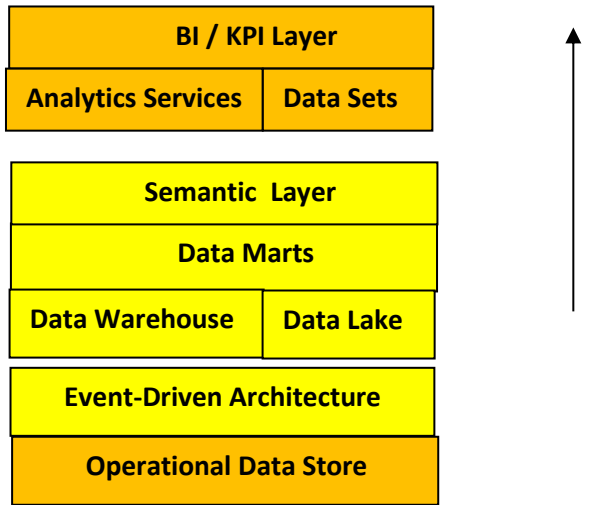 BI / KPI Layer
Analytics Services Data Sets
Semantic Layer
Data Marts
Data Warehouse Data Lake
Event-Driven Architecture
Operational Data Store